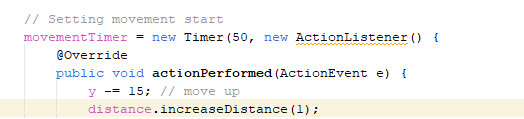 // Setting movement start
movementTimer = new Timer(50, new ActionListener() {
@Override
public void actionPerformed(ActionEvent e) {
y -= 15; // move up
distance.increaseDistance(1);